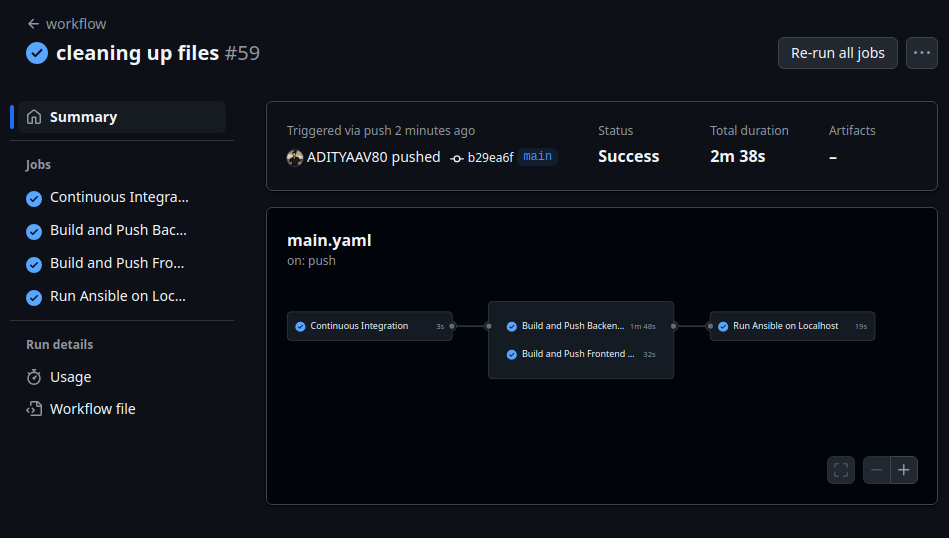 workflow
cleaning up files #59
Re-run all jobs
Summary
Jobs
Continuous Integra...
Build and Push Bac...
Build and Push Fro...
Run Ansible on Loc...
Run details
Usage
Workflow file
Triggered via push 2 minutes ago
ADITYAAV80 pushed b29ea6f main
Status
Success
Total duration
2m 38s
Artifacts
–
main.yaml
on: push
Continuous Integration 3s
Build and Push Backen... 1m 48s
Build and Push Frontend ... 32s
Run Ansible on Localhost 19s